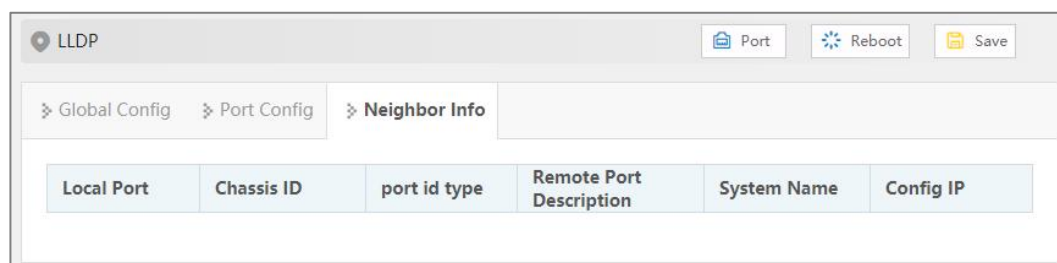 LLDP
Port
Reboot
Save
Global Config
Port Config
Neighbor Info
Local Port
Chassis ID
port id type
Remote Port
Description
System Name
Config IP